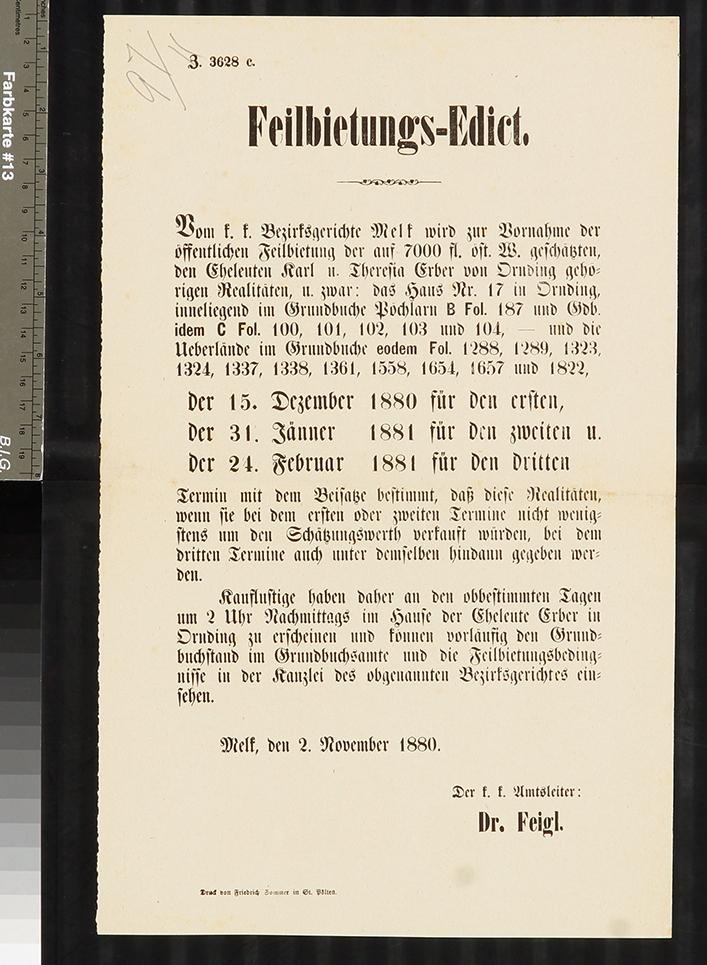 Z. 3628 c.
Feilbietungs-Edict.
Vom k. k. Bezirksgerichte Melk wird zur Vornahme der
öffentlichen Feilbietung der auf 7000 fl. öst. W. geschätzten,
den Eheleuten Karl u. Theresia Erber von Ornding gehö-
rigen Realitäten, u. zwar: das Haus Nr. 17 in Ornding,
inneliegend im Grundbuche Pöchlarn B Fol. 187 und Gdb.
idem C Fol. 100, 101, 102, 103 und 104, — und die
Ueberlände im Grundbuche eodem Fol. 1288, 1289, 1323,
1324, 1337, 1338, 1361, 1558, 1654, 1657 und 1822,
der 15. Dezember 1880 für den ersten,
der 31. Jänner 1881 für den zweiten u.
der 24. Februar 1881 für den dritten
Termin mit dem Beisatze bestimmt, daß diese Realitäten,
wenn sie bei dem ersten oder zweiten Termine nicht wenig-
stens um den Schätzungswerth verkauft würden, bei dem
dritten Termine auch unter demselben hindann gegeben wer-
den.
Kauflustige haben daher an den obbestimmten Tagen
um 2 Uhr Nachmittags im Hause der Eheleute Erber in
Ornding zu erscheinen und können vorläufig den Grund-
buchstand im Grundbuchsamte und die Feilbietungsbeding-
nisse in der Kanzlei des obgenannten Bezirksgerichtes ein-
sehen.
Melk, den 2. November 1880.
Der k. k. Amtsleiter:
Dr. Feigl.
Druck von Friedrich Sommer in St. Pölten.
Farbkarte #13
B.I.G.